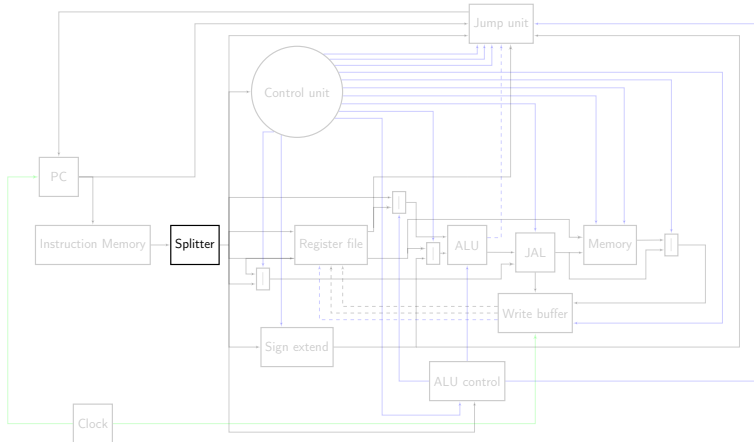 Jump unit
Control unit
PC
Instruction Memory
Splitter
Register file
ALU
JAL
Memory
Write buffer
Sign extend
ALU control
Clock